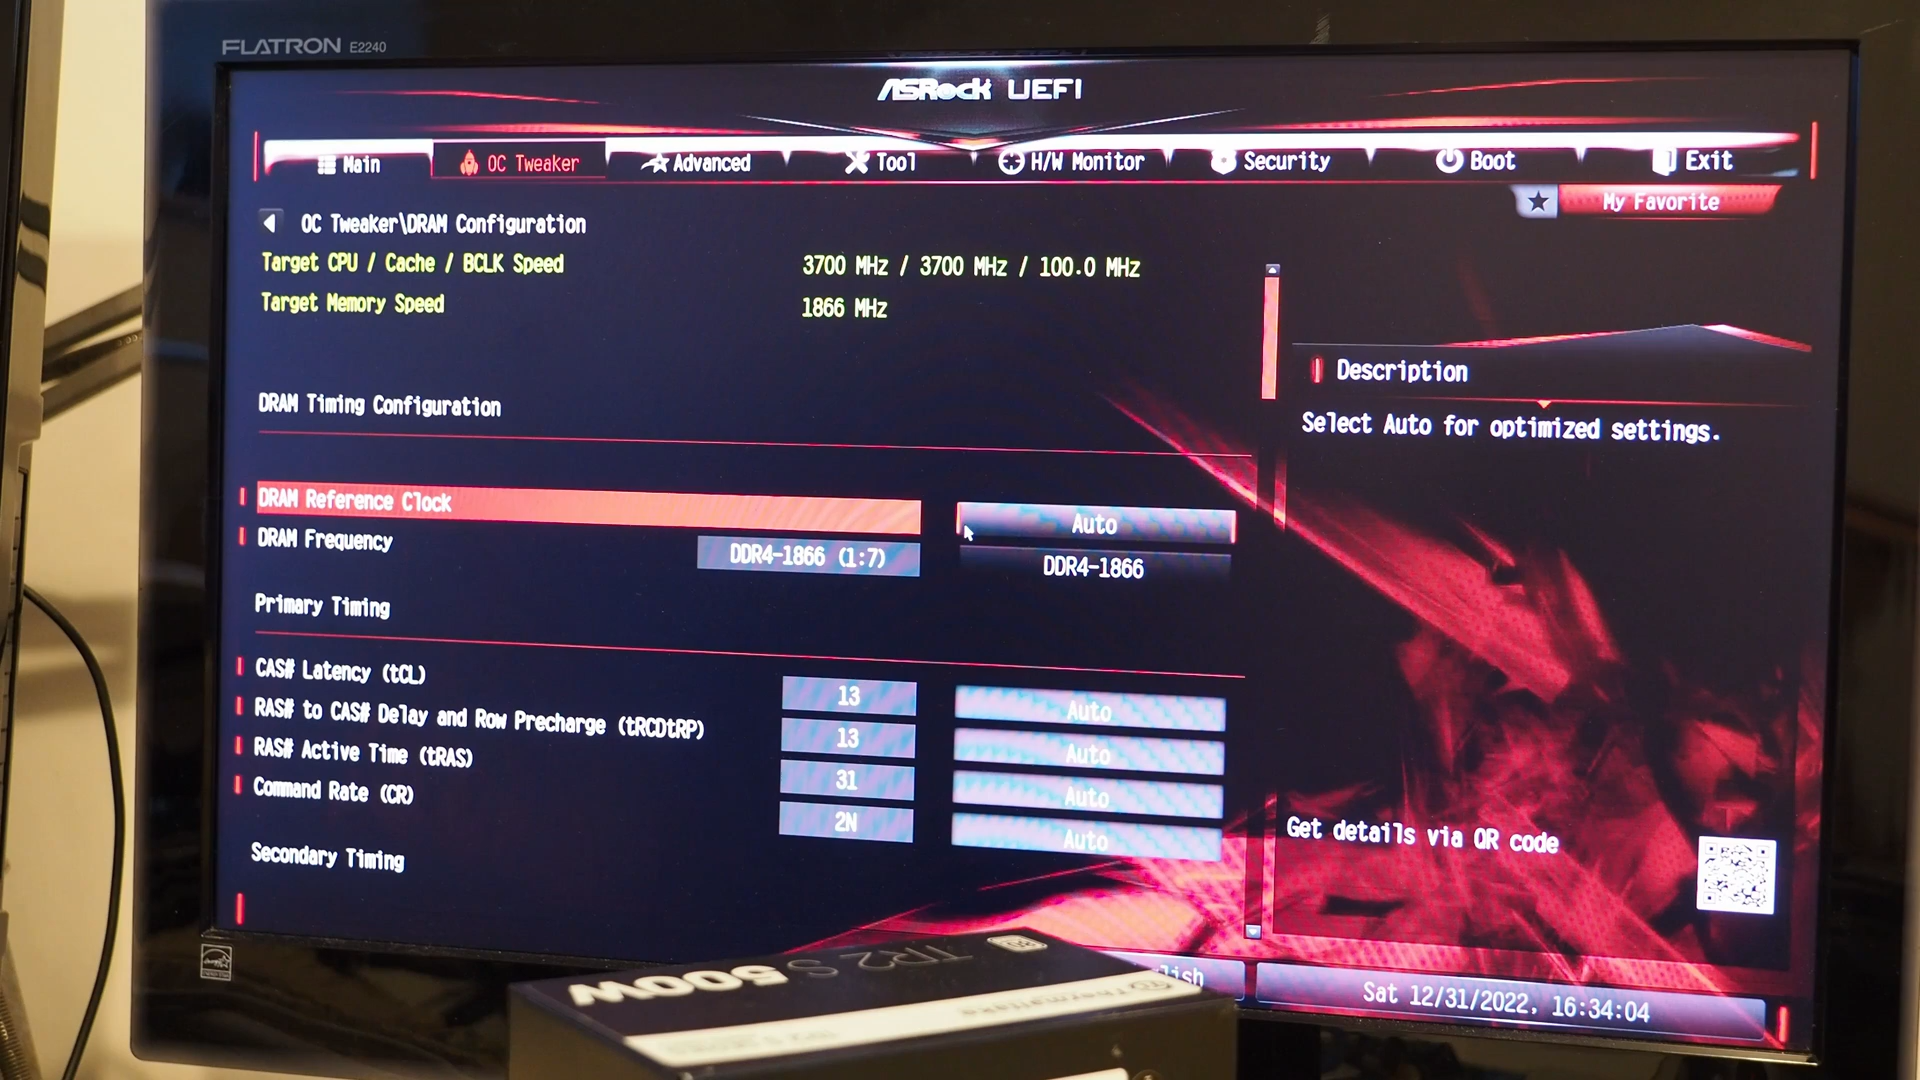 FLATRON E2240
ASRock UEFI
Main OC Tweaker Advanced Tool H/W Monitor Security Boot Exit
My Favorite
OC Tweaker\DRAM Configuration
Target CPU / Cache / BCLK Speed 3700 MHz / 3700 MHz / 100.0 MHz
Target Memory Speed 1866 MHz
Description
DRAM Timing Configuration
Select Auto for optimized settings.
DRAM Reference Clock Auto
DRAM Frequency DDR4-1866 (1:7) DDR4-1866
Primary Timing
CAS# Latency (tCL) 13 Auto
RAS# to CAS# Delay and Row Precharge (tRCDtRP) 13 Auto
RAS# Active Time (tRAS) 31 Auto
Command Rate (CR) 2N Auto
Get details via QR code
Secondary Timing
lish
Sat 12/31/2022, 16:34:04
TP2 S 500W
Thermaltake